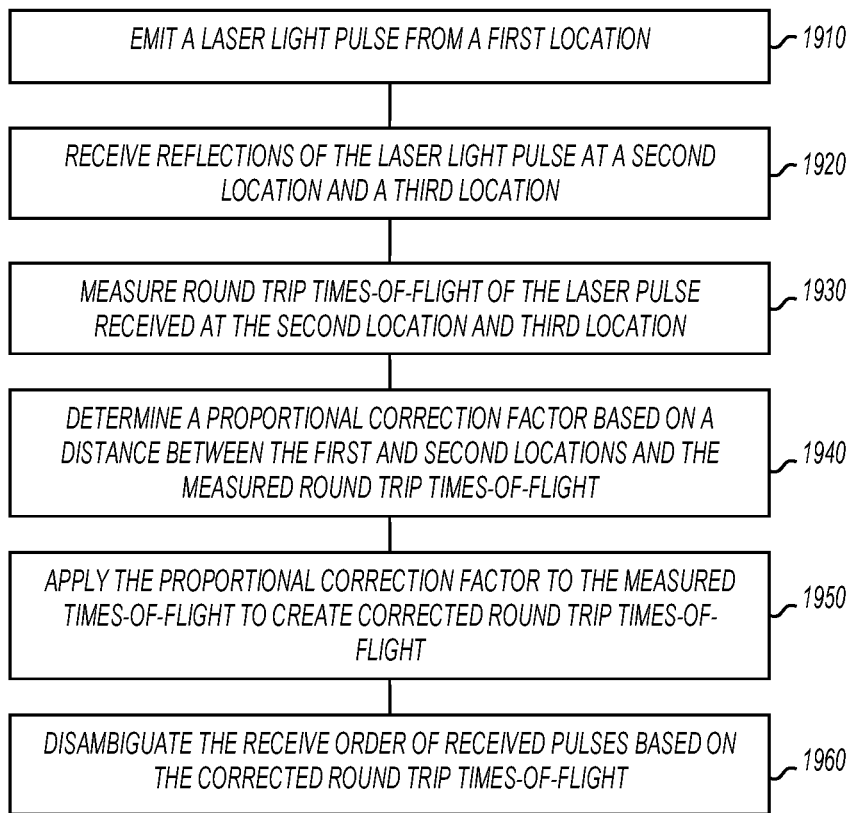 EMIT A LASER LIGHT PULSE FROM A FIRST LOCATION
1910
RECEIVE REFLECTIONS OF THE LASER LIGHT PULSE AT A SECOND
LOCATION AND A THIRD LOCATION
1920
MEASURE ROUND TRIP TIMES-OF-FLIGHT OF THE LASER PULSE
RECEIVED AT THE SECOND LOCATION AND THIRD LOCATION
1930
DETERMINE A PROPORTIONAL CORRECTION FACTOR BASED ON A
DISTANCE BETWEEN THE FIRST AND SECOND LOCATIONS AND THE
MEASURED ROUND TRIP TIMES-OF-FLIGHT
1940
APPLY THE PROPORTIONAL CORRECTION FACTOR TO THE MEASURED
TIMES-OF-FLIGHT TO CREATE CORRECTED ROUND TRIP TIMES-OF-
FLIGHT
1950
DISAMBIGUATE THE RECEIVE ORDER OF RECEIVED PULSES BASED ON
THE CORRECTED ROUND TRIP TIMES-OF-FLIGHT
1960